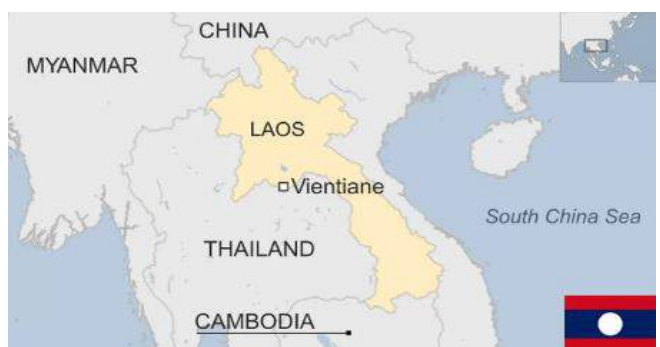 CHINA
MYANMAR
LAOS
Vientiane
South China Sea
THAILAND
CAMBODIA